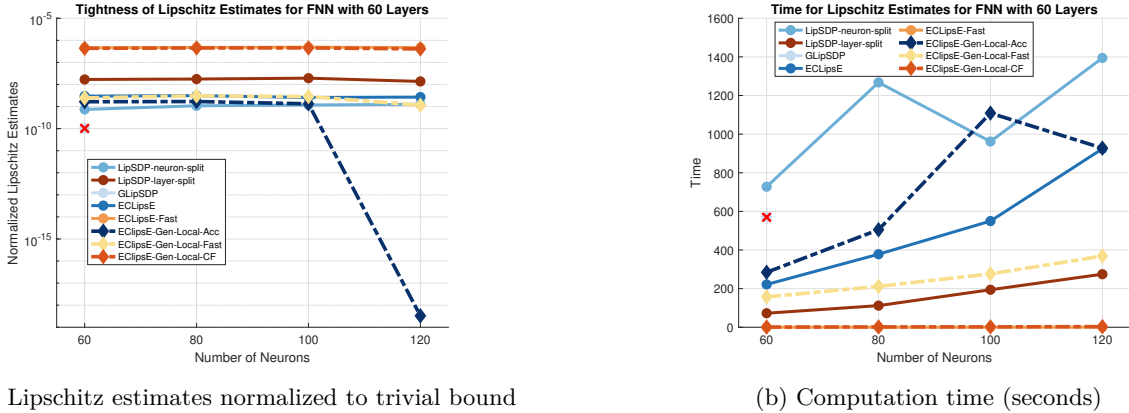 Tightness of Lipschitz Estimates for FNN with 60 Layers
10^-5
10^-10
10^-15
Normalized Lipschitz Estimates
LipSDP-neuron-split
LipSDP-layer-split
GLipSDP
ECLipsE
ECLipsE-Fast
EClipsE-Gen-Local-Acc
EClipsE-Gen-Local-Fast
EClipsE-Gen-Local-CF
60 80 100 120
Number of Neurons
Lipschitz estimates normalized to trivial bound
Time for Lipschitz Estimates for FNN with 60 Layers
1600
1400
1200
1000
800
600
400
200
0
Time
LipSDP-neuron-split
LipSDP-layer-split
GLipSDP
ECLipsE
ECLipsE-Fast
EClipsE-Gen-Local-Acc
EClipsE-Gen-Local-Fast
EClipsE-Gen-Local-CF
60 80 100 120
Number of Neurons
(b) Computation time (seconds)